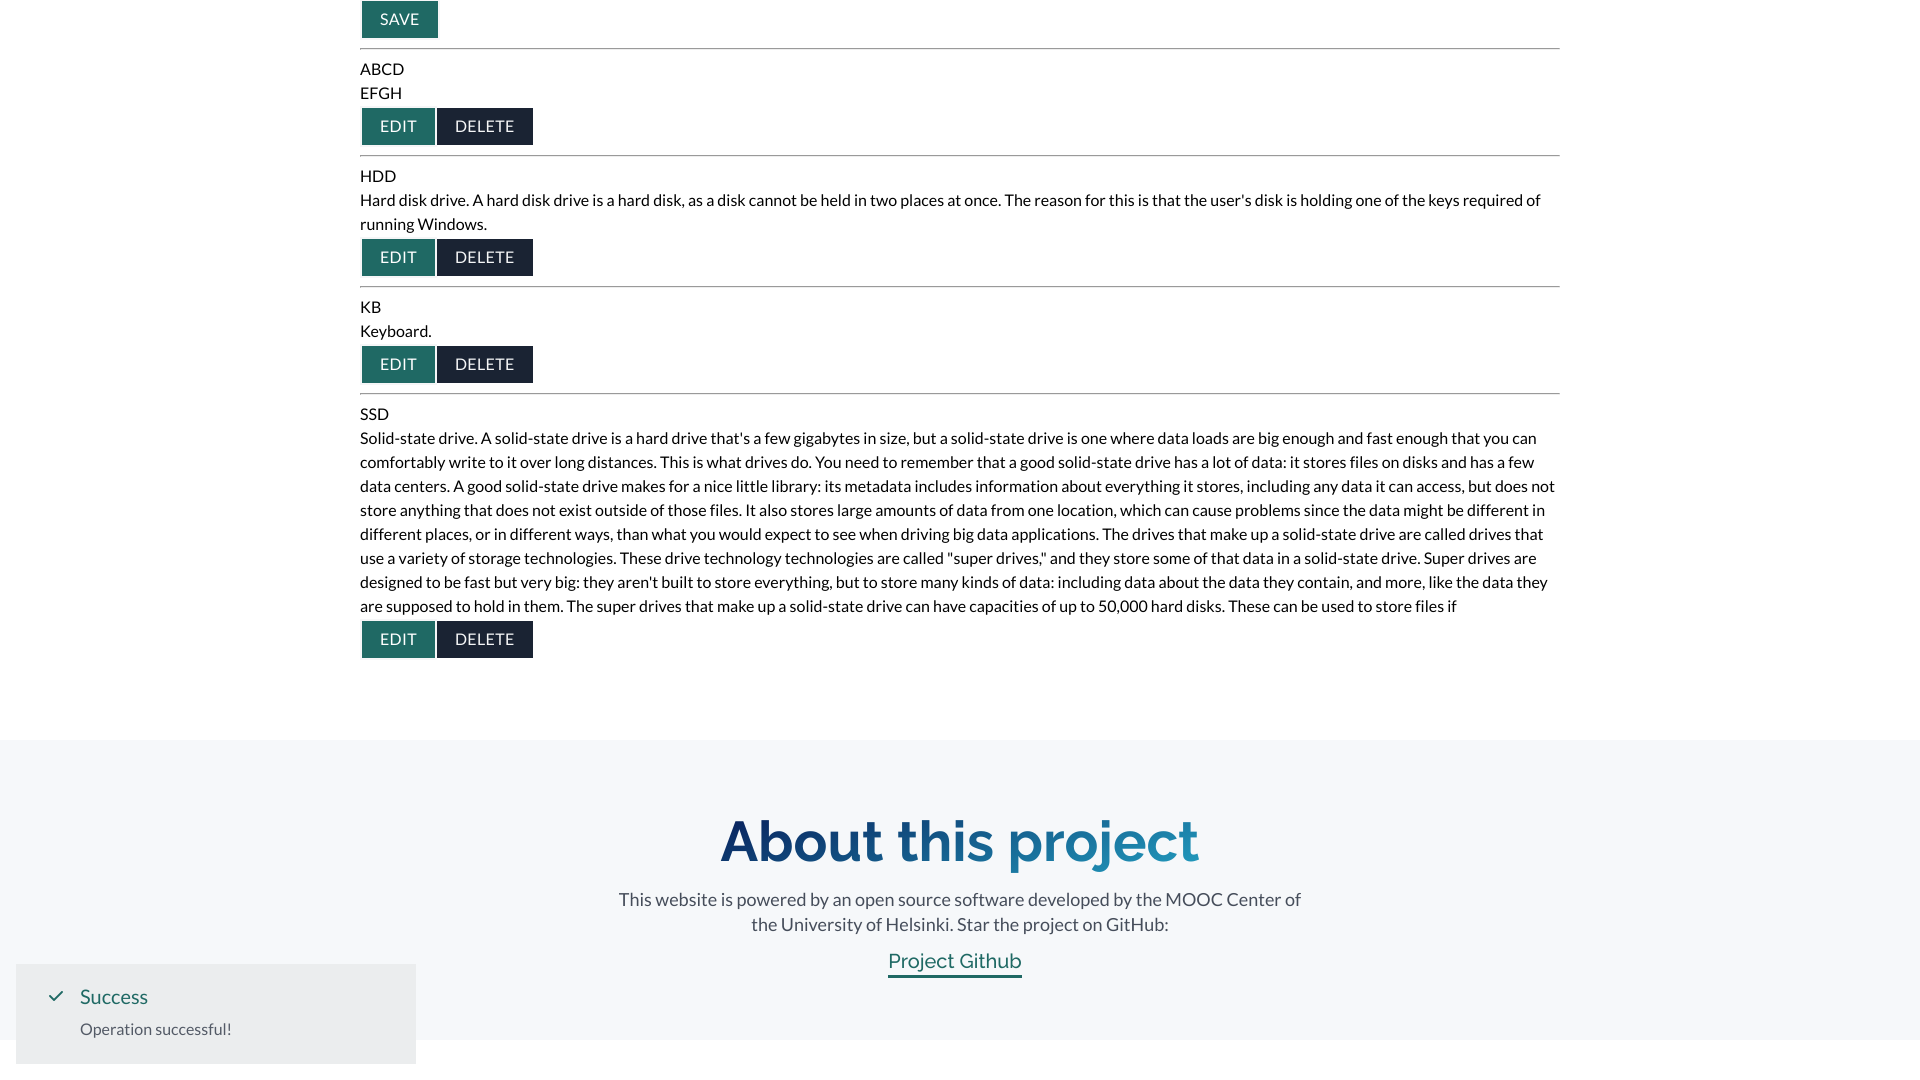 SAVE
ABCD
EFGH
EDIT DELETE
HDD
Hard disk drive. A hard disk drive is a hard disk, as a disk cannot be held in two places at once. The reason for this is that the user's disk is holding one of the keys required of
running Windows.
EDIT DELETE
KB
Keyboard.
EDIT DELETE
SSD
Solid-state drive. A solid-state drive is a hard drive that's a few gigabytes in size, but a solid-state drive is one where data loads are big enough and fast enough that you can
comfortably write to it over long distances. This is what drives do. You need to remember that a good solid-state drive has a lot of data: it stores files on disks and has a few
data centers. A good solid-state drive makes for a nice little library: its metadata includes information about everything it stores, including any data it can access, but does not
store anything that does not exist outside of those files. It also stores large amounts of data from one location, which can cause problems since the data might be different in
different places, or in different ways, than what you would expect to see when driving big data applications. The drives that make up a solid-state drive are called drives that
use a variety of storage technologies. These drive technology technologies are called "super drives," and they store some of that data in a solid-state drive. Super drives are
designed to be fast but very big: they aren't built to store everything, but to store many kinds of data: including data about the data they contain, and more, like the data they
are supposed to hold in them. The super drives that make up a solid-state drive can have capacities of up to 50,000 hard disks. These can be used to store files if
EDIT DELETE
About this project
This website is powered by an open source software developed by the MOOC Center of
the University of Helsinki. Star the project on GitHub:
Project Github
Success
Operation successful!